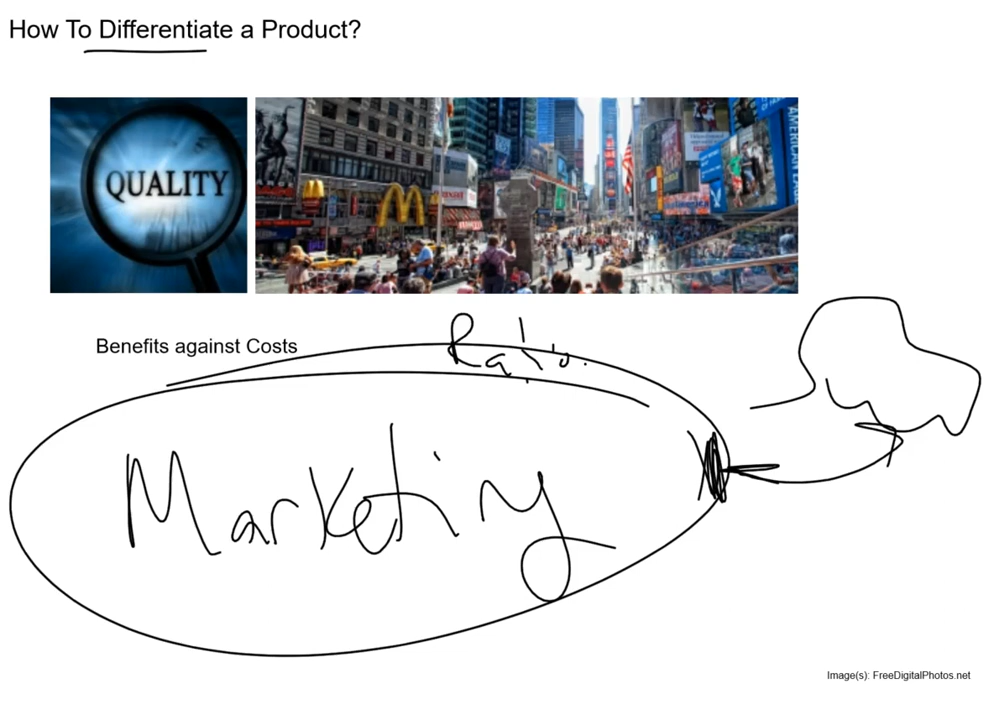 How To Differentiate a Product?
QUALITY
Benefits against Costs
Ratio.
Marketing
Image(s): FreeDigitalPhotos.net